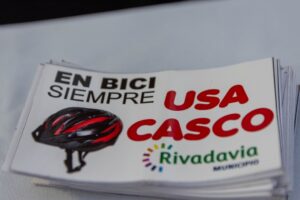 EN BICI
SIEMPRE
USA
CASCO
Rivadavia
MUNICIPIO